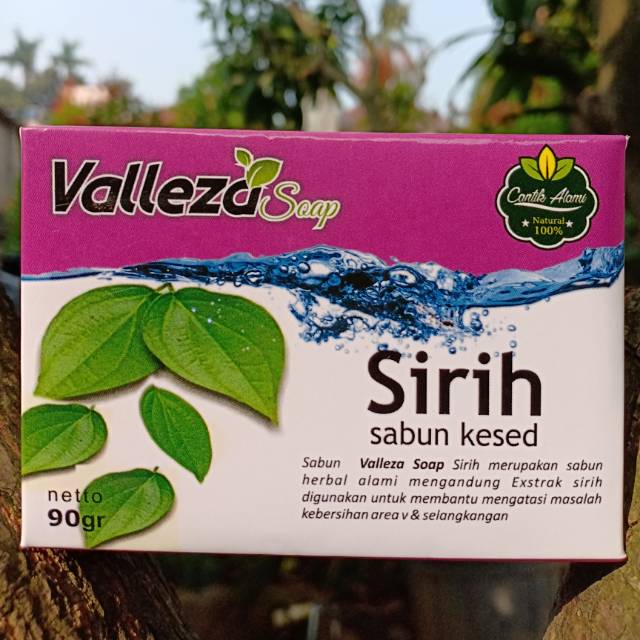 Valleza Soap
Cantik Alami
Natural
100%
Sirih
sabun kesed
Sabun Valleza Soap Sirih merupakan sabun
herbal alami mengandung Exstrak sirih
digunakan untuk membantu mengatasi masalah
kebersihan area v & selangkangan
netto
90gr